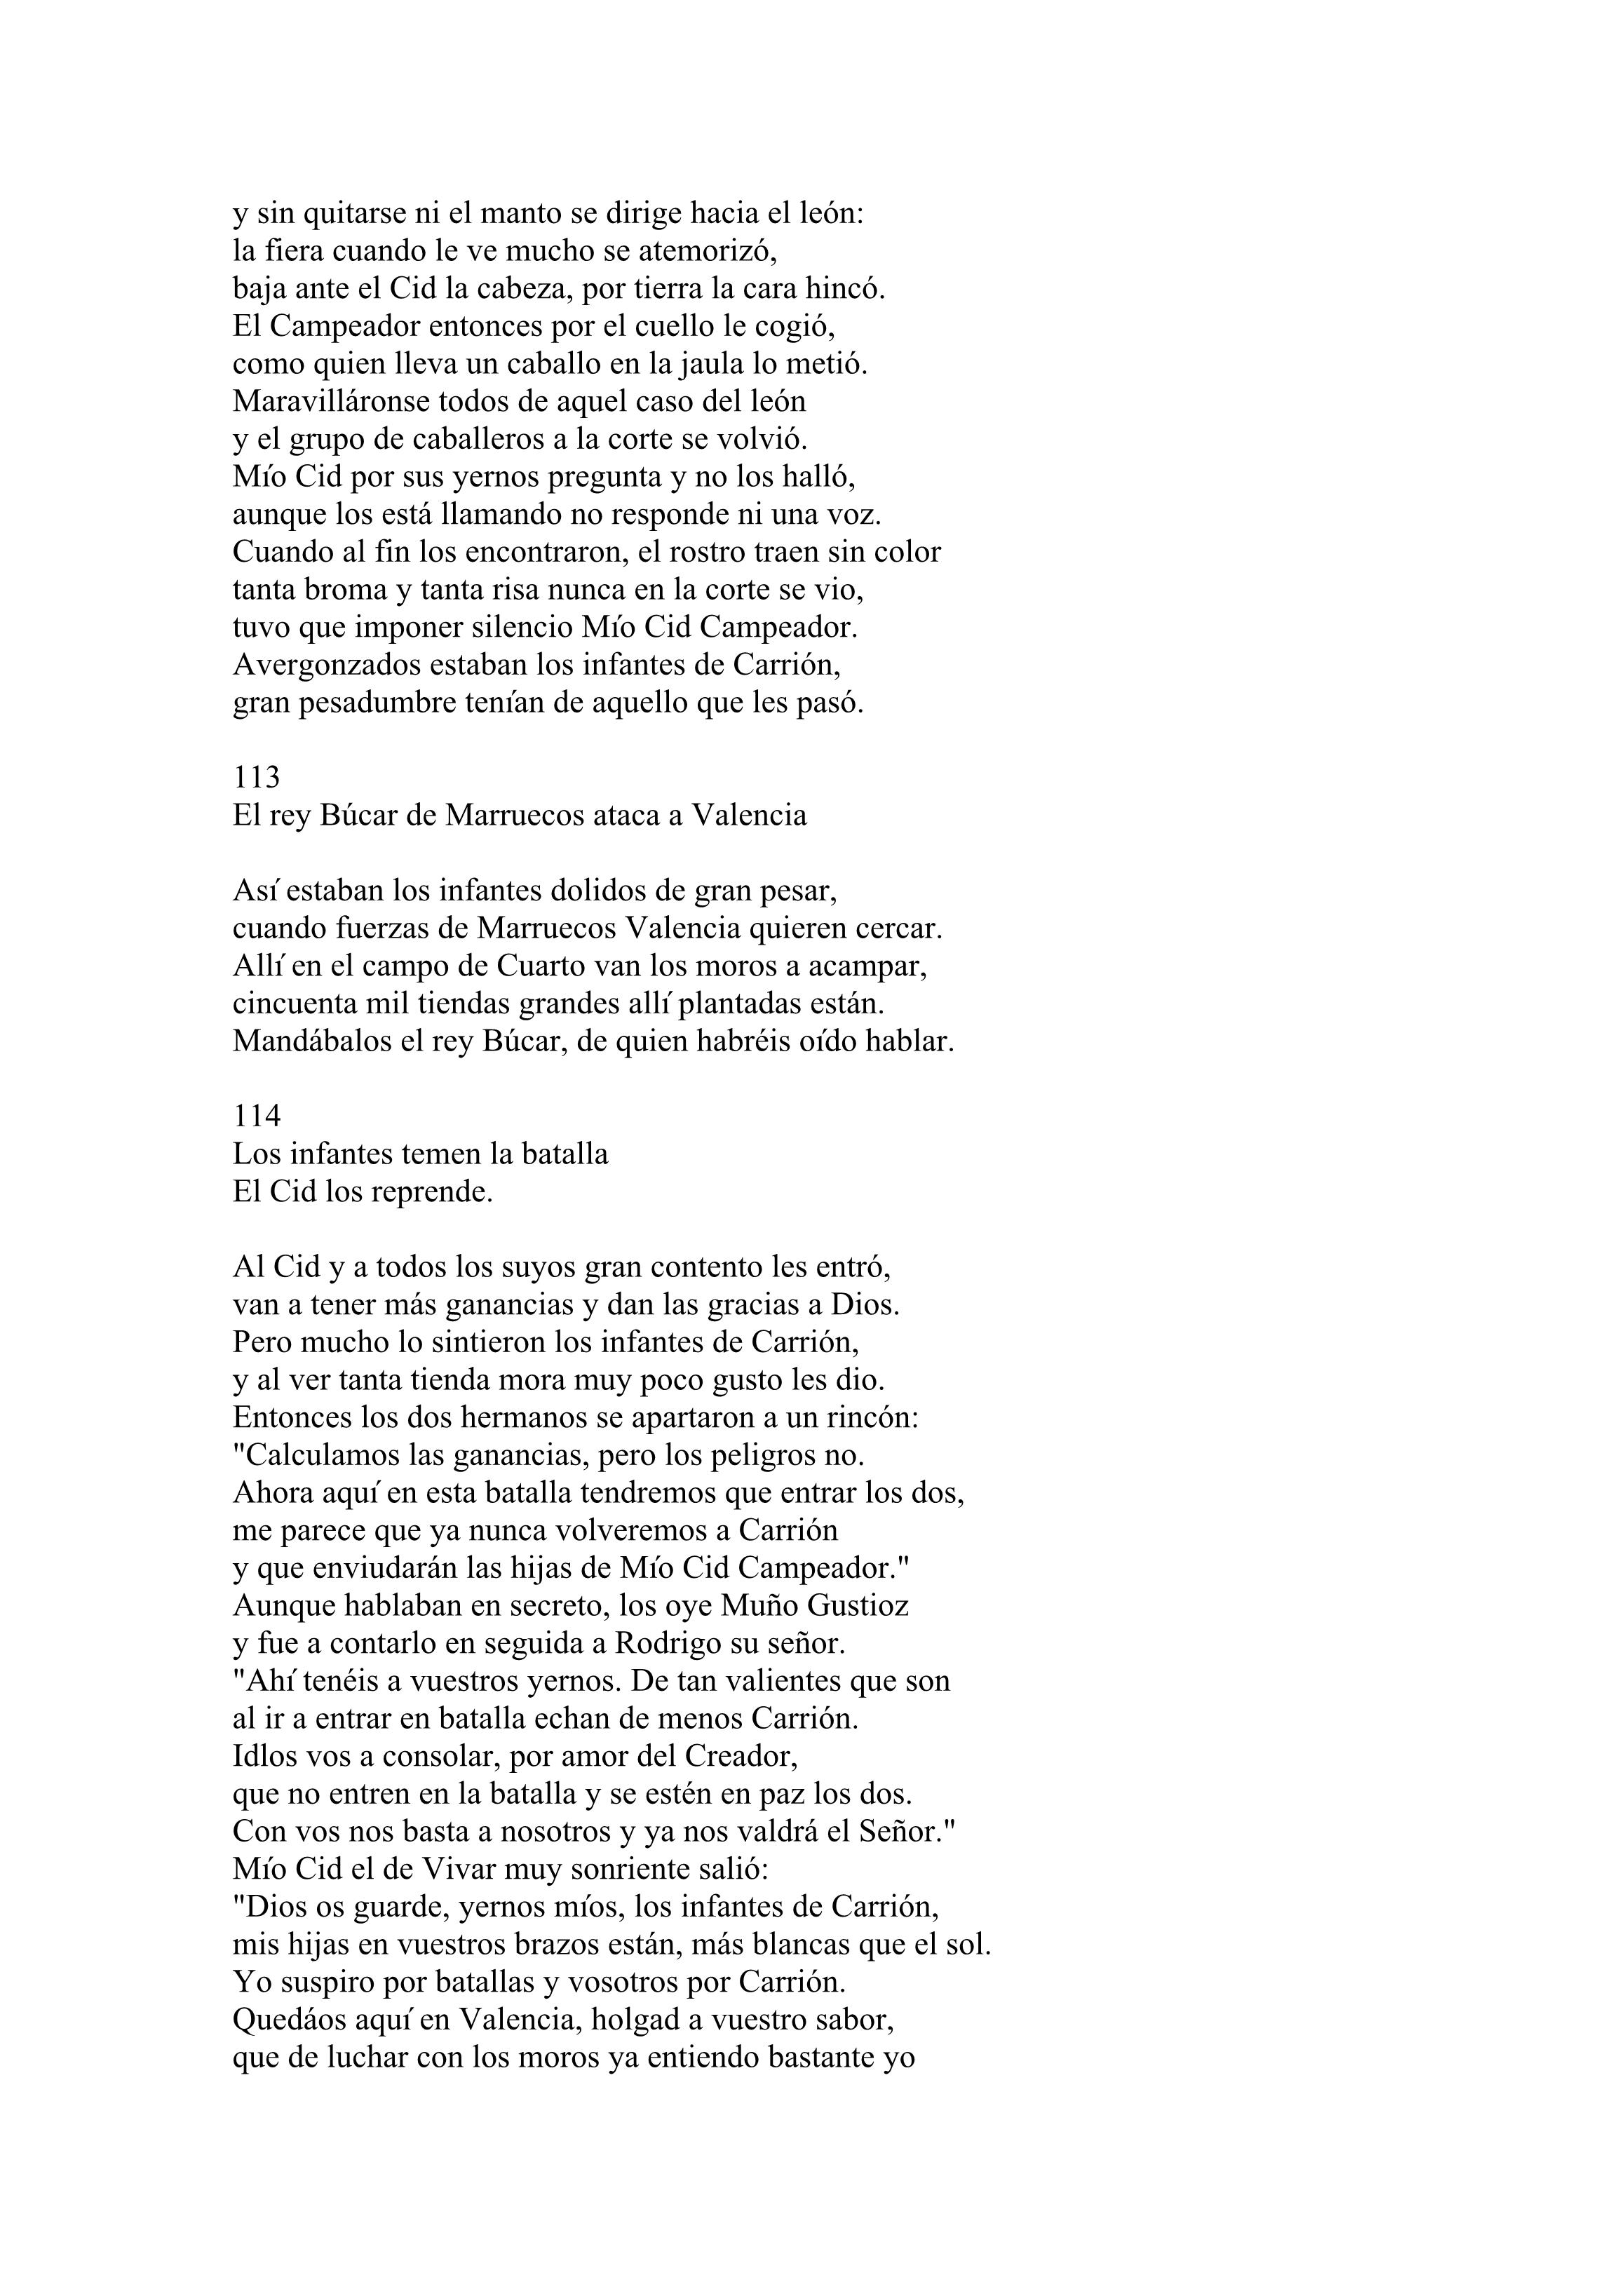 y sin quitarse ni el manto se dirige hacia el león:
la fiera cuando le ve mucho se atemorizó,
baja ante el Cid la cabeza, por tierra la cara hincó.
El Campeador entonces por el cuello le cogió,
como quien lleva un caballo en la jaula lo metió.
Maravilláronse todos de aquel caso del león
y el grupo de caballeros a la corte se volvió.
Mío Cid por sus yernos pregunta y no los halló,
aunque los está llamando no responde ni una voz.
Cuando al fin los encontraron, el rostro traen sin color
tanta broma y tanta risa nunca en la corte se vio,
tuvo que imponer silencio Mío Cid Campeador.
Avergonzados estaban los infantes de Carrión,
gran pesadumbre tenían de aquello que les pasó.
113
El rey Búcar de Marruecos ataca a Valencia
Así estaban los infantes dolidos de gran pesar,
cuando fuerzas de Marruecos Valencia quieren cercar.
Allí en el campo de Cuarto van los moros a acampar,
cincuenta mil tiendas grandes allí plantadas están.
Mandábalos el rey Búcar, de quien habréis oído hablar.
114
Los infantes temen la batalla
El Cid los reprende.
Al Cid y a todos los suyos gran contento les entró,
van a tener más ganancias y dan las gracias a Dios.
Pero mucho lo sintieron los infantes de Carrión,
y al ver tanta tienda mora muy poco gusto les dio.
Entonces los dos hermanos se apartaron a un rincón:
"Calculamos las ganancias, pero los peligros no.
Ahora aquí en esta batalla tendremos que entrar los dos,
me parece que ya nunca volveremos a Carrión
y que enviudarán las hijas de Mío Cid Campeador."
Aunque hablaban en secreto, los oye Muño Gustioz
y fue a contarlo en seguida a Rodrigo su señor.
"Ahí tenéis a vuestros yernos. De tan valientes que son
al ir a entrar en batalla echan de menos Carrión.
Idlos vos a consolar, por amor del Creador,
que no entren en la batalla y se estén en paz los dos.
Con vos nos basta a nosotros y ya nos valdrá el Señor."
Mío Cid el de Vivar muy sonriente salió:
"Dios os guarde, yernos míos, los infantes de Carrión,
mis hijas en vuestros brazos están, más blancas que el sol.
Yo suspiro por batallas y vosotros por Carrión.
Quedáos aquí en Valencia, holgad a vuestro sabor,
que de luchar con los moros ya entiendo bastante yo